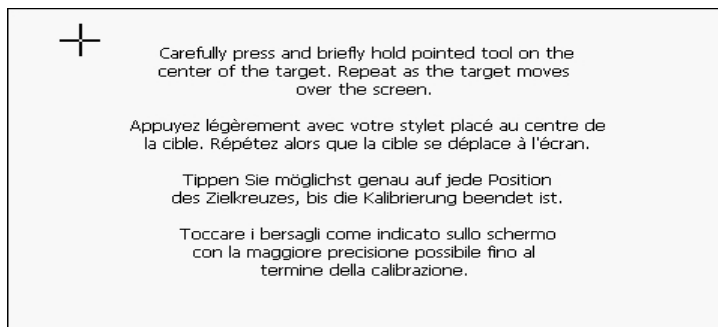 Carefully press and briefly hold pointed tool on the
center of the target. Repeat as the target moves
over the screen.
Appuyez légèrement avec votre stylet placé au centre de
la cible. Répétez alors que la cible se déplace à l'écran.
Tippen Sie möglichst genau auf jede Position
des Zielkreuzes, bis die Kalibrierung beendet ist.
Toccare i bersagli come indicato sullo schermo
con la maggiore precisione possibile fino al
termine della calibrazione.